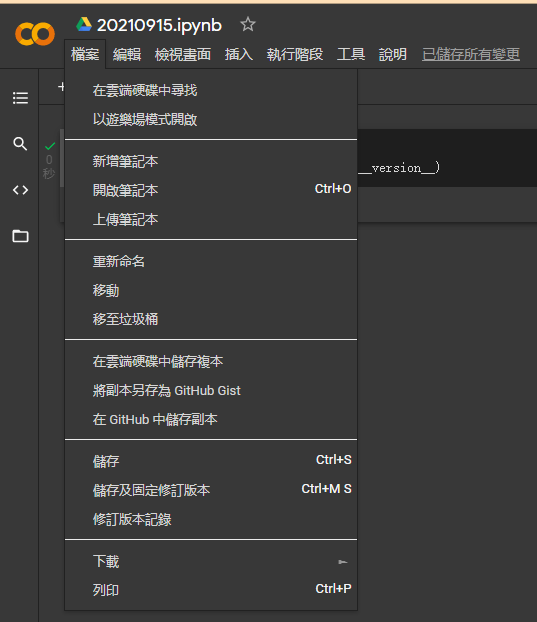 20210915.ipynb
檔案 編輯 檢視畫面 插入 執行階段 工具 說明 已儲存所有變更
在雲端硬碟中尋找
以遊樂場模式開啟
0
秒
新增筆記本
__version__)
開啟筆記本 Ctrl+O
上傳筆記本
重新命名
移動
移至垃圾桶
在雲端硬碟中儲存複本
將副本另存為 GitHub Gist
在 GitHub 中儲存副本
儲存 Ctrl+S
儲存及固定修訂版本 Ctrl+M S
修訂版本記錄
下載 ►
列印 Ctrl+P